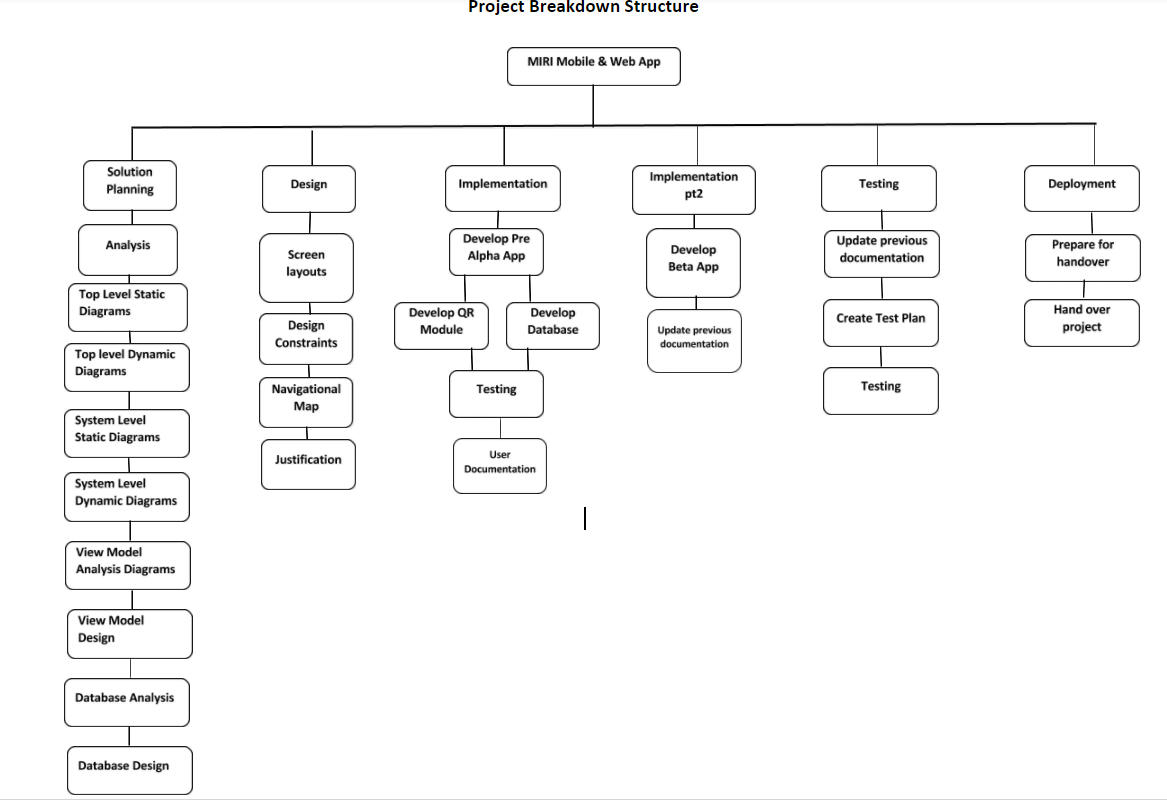 Project Breakdown Structure
MIRI Mobile & Web App
Solution
Planning
Analysis
Top Level Static
Diagrams
Top level Dynamic
Diagrams
System Level
Static Diagrams
System Level
Dynamic Diagrams
View Model
Analysis Diagrams
View Model
Design
Database Analysis
Database Design
Design
Screen
layouts
Design
Constraints
Navigational
Map
Justification
Implementation
Develop Pre
Alpha App
Develop QR
Module
Develop
Database
Testing
User
Documentation
Implementation
pt2
Develop
Beta App
Update previous
documentation
Testing
Update previous
documentation
Create Test Plan
Testing
Deployment
Prepare for
handover
Hand over
project